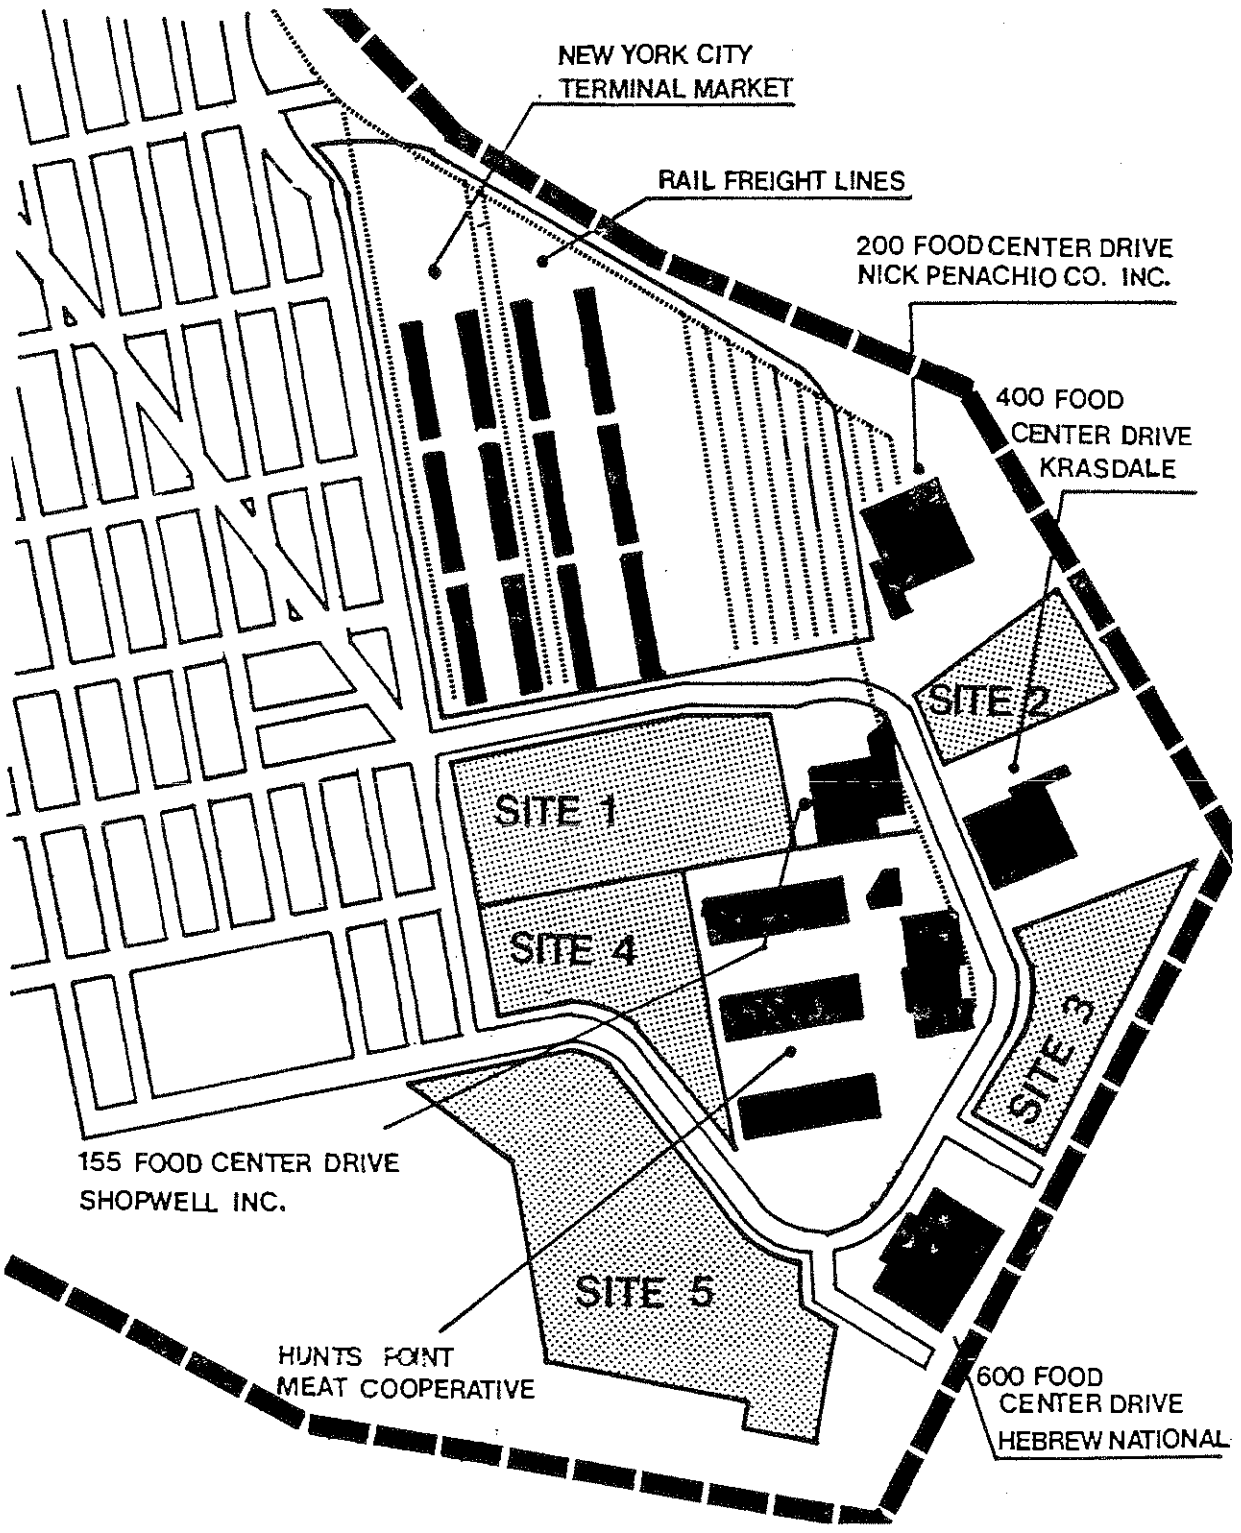 NEW YORK CITY
TERMINAL MARKET
RAIL FREIGHT LINES
200 FOOD CENTER DRIVE
NICK PENACHIO CO. INC.
400 FOOD
CENTER DRIVE
KRASDALE
SITE 2
SITE 1
SITE 4
SITE 3
155 FOOD CENTER DRIVE
SHOPWELL INC.
SITE 5
HUNTS POINT
MEAT COOPERATIVE
600 FOOD
CENTER DRIVE
HEBREW NATIONAL